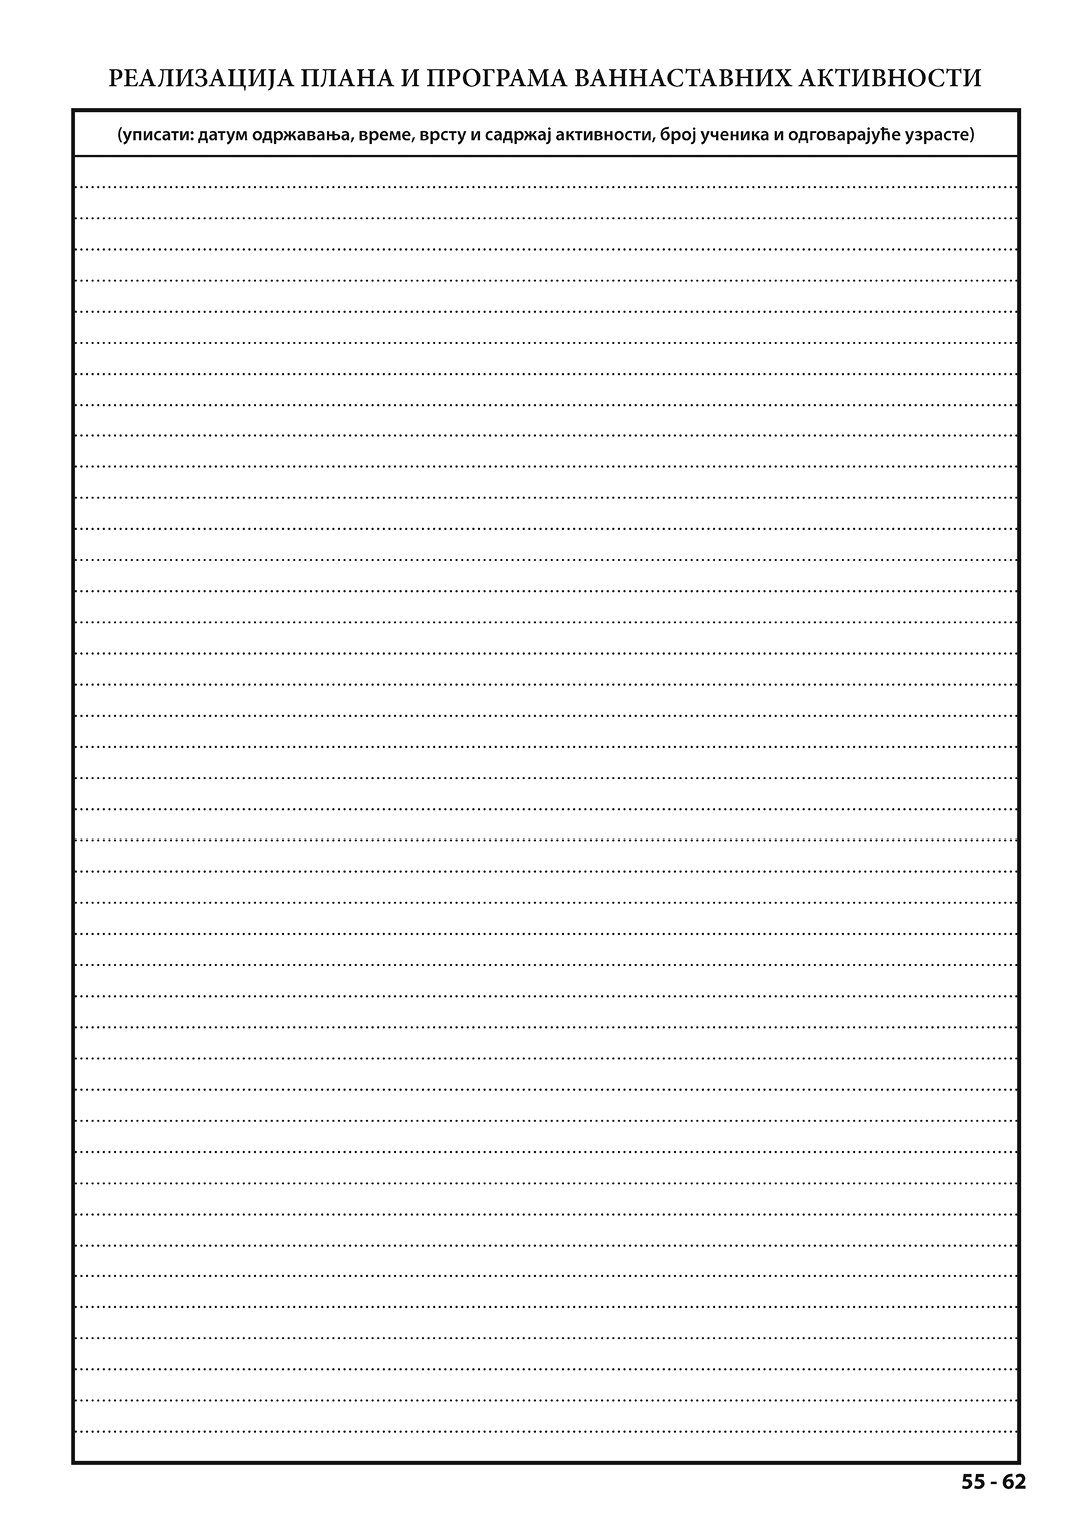 РЕАЛИЗАЦИЈА ПЛАНА И ПРОГРАМА ВАННАСТАВНИХ АКТИВНОСТИ
(уписати: датум одржавања, време, врсту и садржај активности, број ученика и одговарајуће узрасте)
55 - 62